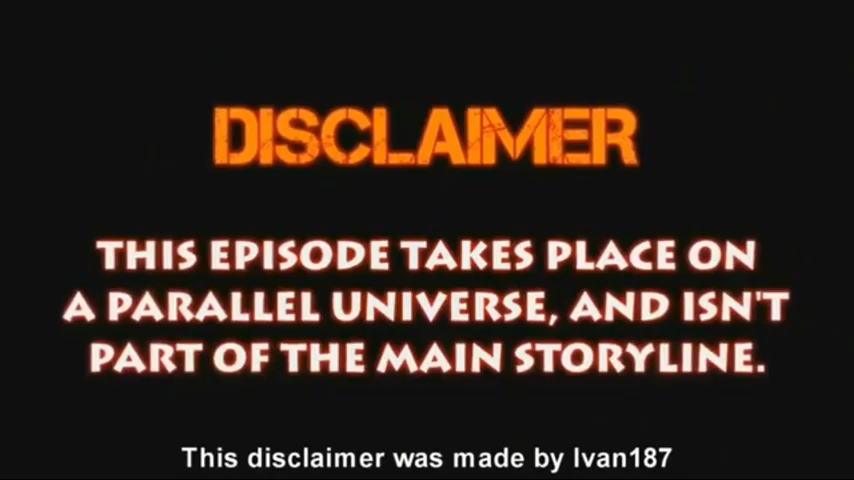 DISCLAIMER
THIS EPISODE TAKES PLACE ON
A PARALLEL UNIVERSE, AND ISN'T
PART OF THE MAIN STORYLINE.
This disclaimer was made by Ivan187